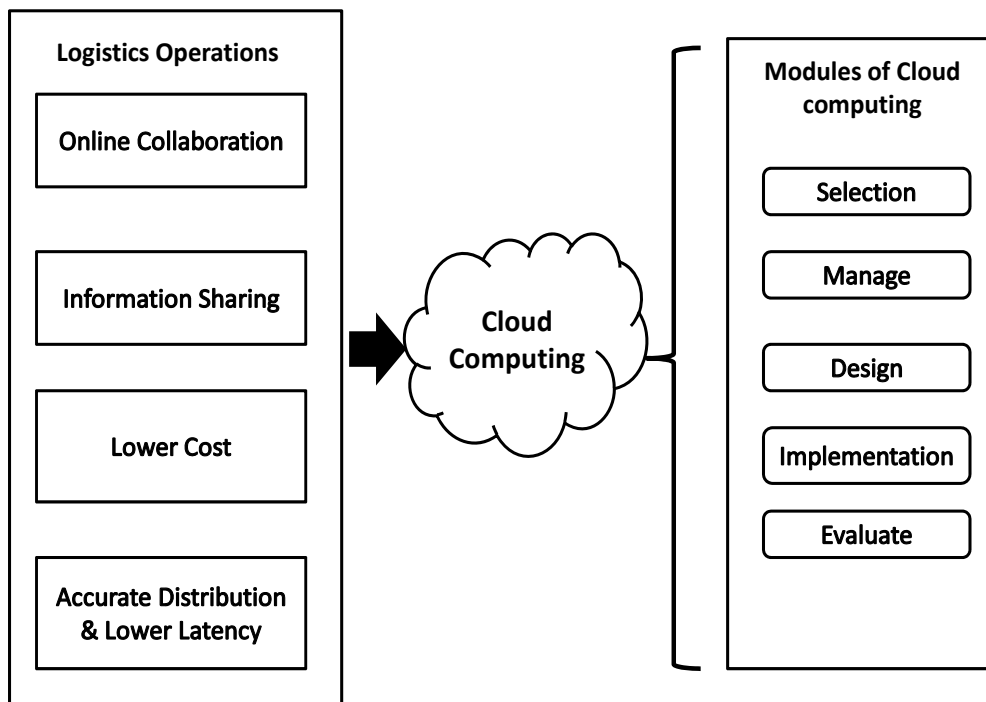 Logistics Operations
Online Collaboration
Information Sharing
Lower Cost
Accurate Distribution
& Lower Latency
Cloud
Computing
Modules of Cloud
computing
Selection
Manage
Design
Implementation
Evaluate